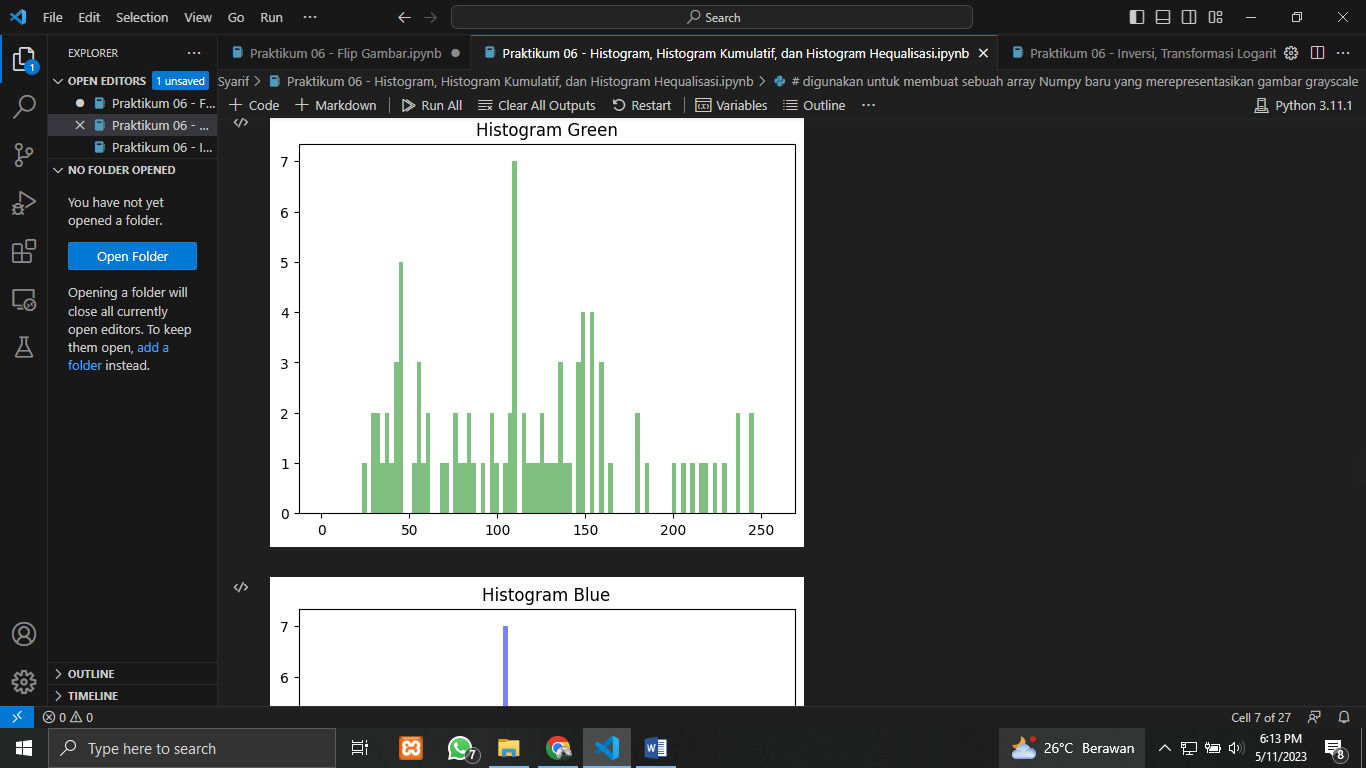 File Edit Selection View Go Run ··· Search
EXPLORER ···
OPEN EDITORS 1 unsaved
Praktikum 06 - F...
Praktikum 06 - ...
Praktikum 06 - I...
NO FOLDER OPENED
You have not yet
opened a folder.
Open Folder
Opening a folder will
close all currently
open editors. To keep
them open, add a
folder instead.
OUTLINE
TIMELINE
1
Praktikum 06 - Flip Gambar.ipynb Praktikum 06 - Histogram, Histogram Kumulatif, dan Histogram Hequalisasi.ipynb Praktikum 06 - Inversi, Transformasi Logarit
Syarif > Praktikum 06 - Histogram, Histogram Kumulatif, dan Histogram Hequalisasi.ipynb > # digunakan untuk membuat sebuah array Numpy baru yang merepresentasikan gambar grayscale
+ Code + Markdown Run All Clear All Outputs Restart Variables Outline ··· Python 3.11.1
Histogram Green
7
6
5
4
3
2
1
0
0 50 100 150 200 250
Histogram Blue
7
6
0 0 Cell 7 of 27
Type here to search 7 26°C Berawan 6:13 PM
5/11/2023 8